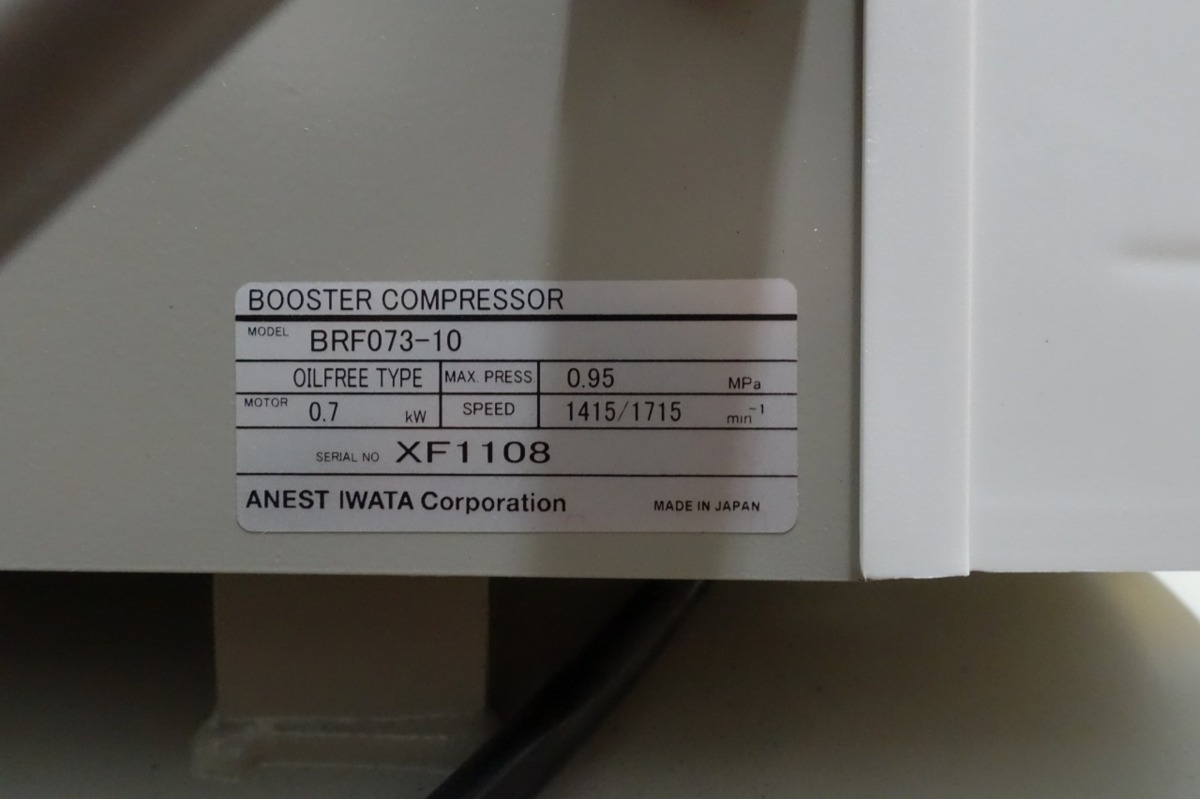 BOOSTER COMPRESSOR
MODEL BRF073-10
OILFREE TYPE MAX. PRESS 0.95 MPa
MOTOR 0.7 kW SPEED 1415/1715 min⁻¹
SERIAL NO XF1108
ANEST IWATA Corporation MADE IN JAPAN